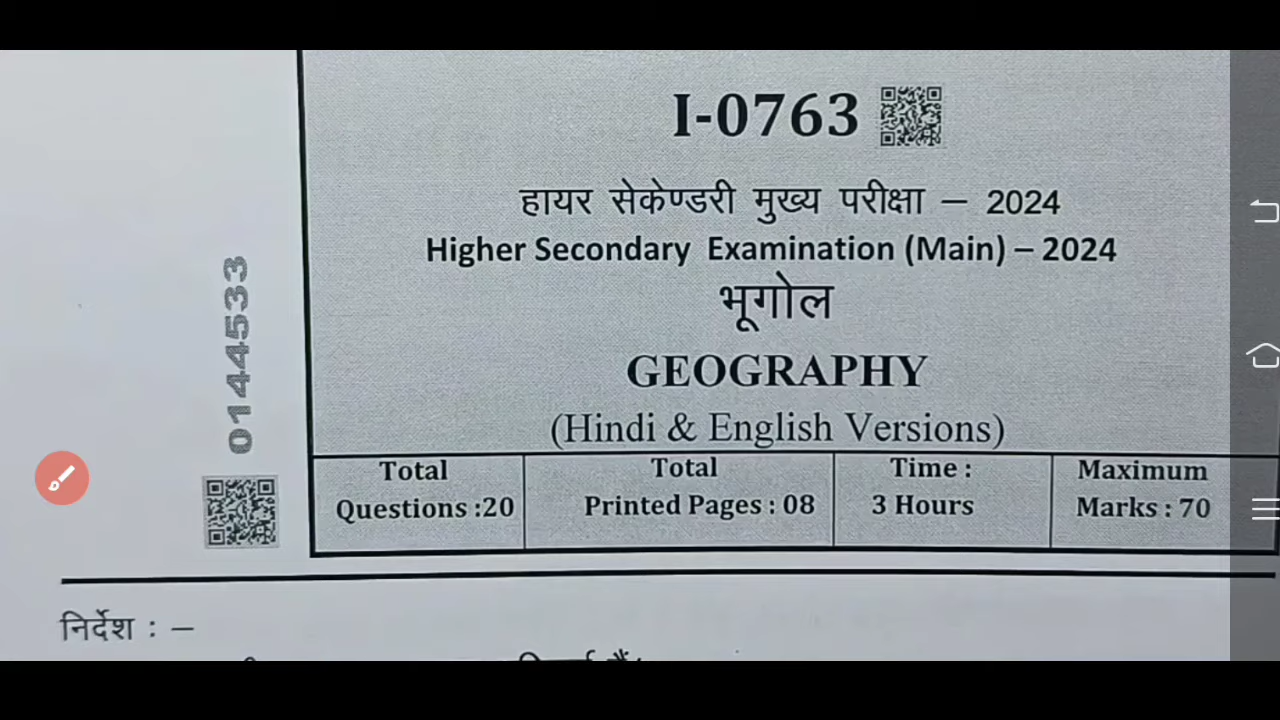 I-0763
हायर सेकेण्डरी मुख्य परीक्षा – 2024
Higher Secondary Examination (Main) – 2024
भूगोल
GEOGRAPHY
(Hindi & English Versions)
0144533
Total Questions :20
Total Printed Pages : 08
Time : 3 Hours
Maximum Marks : 70
निर्देश : –